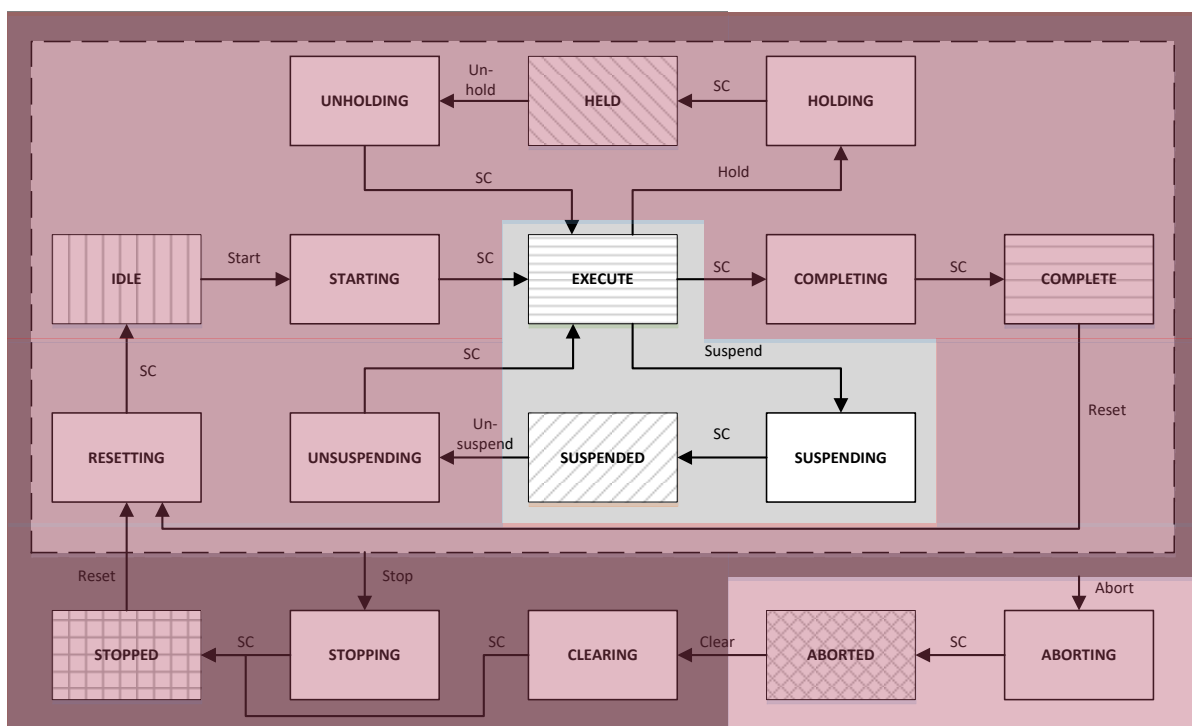 Un-
hold
SC
UNHOLDING
HELD
HOLDING
SC
Hold
Start
SC
SC
SC
IDLE
STARTING
EXECUTE
COMPLETING
COMPLETE
SC
Suspend
SC
Reset
Un-
suspend
SC
RESETTING
UNSUSPENDING
SUSPENDED
SUSPENDING
Reset
Stop
Abort
SC
SC
Clear
SC
STOPPED
STOPPING
CLEARING
ABORTED
ABORTING